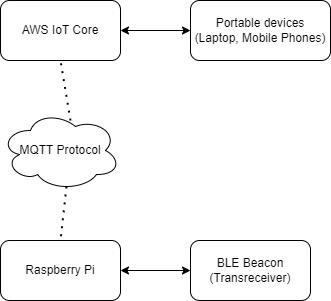 AWS IoT Core
Portable devices
(Laptop, Mobile Phones)
MQTT Protocol
Raspberry Pi
BLE Beacon
(Transreceiver)